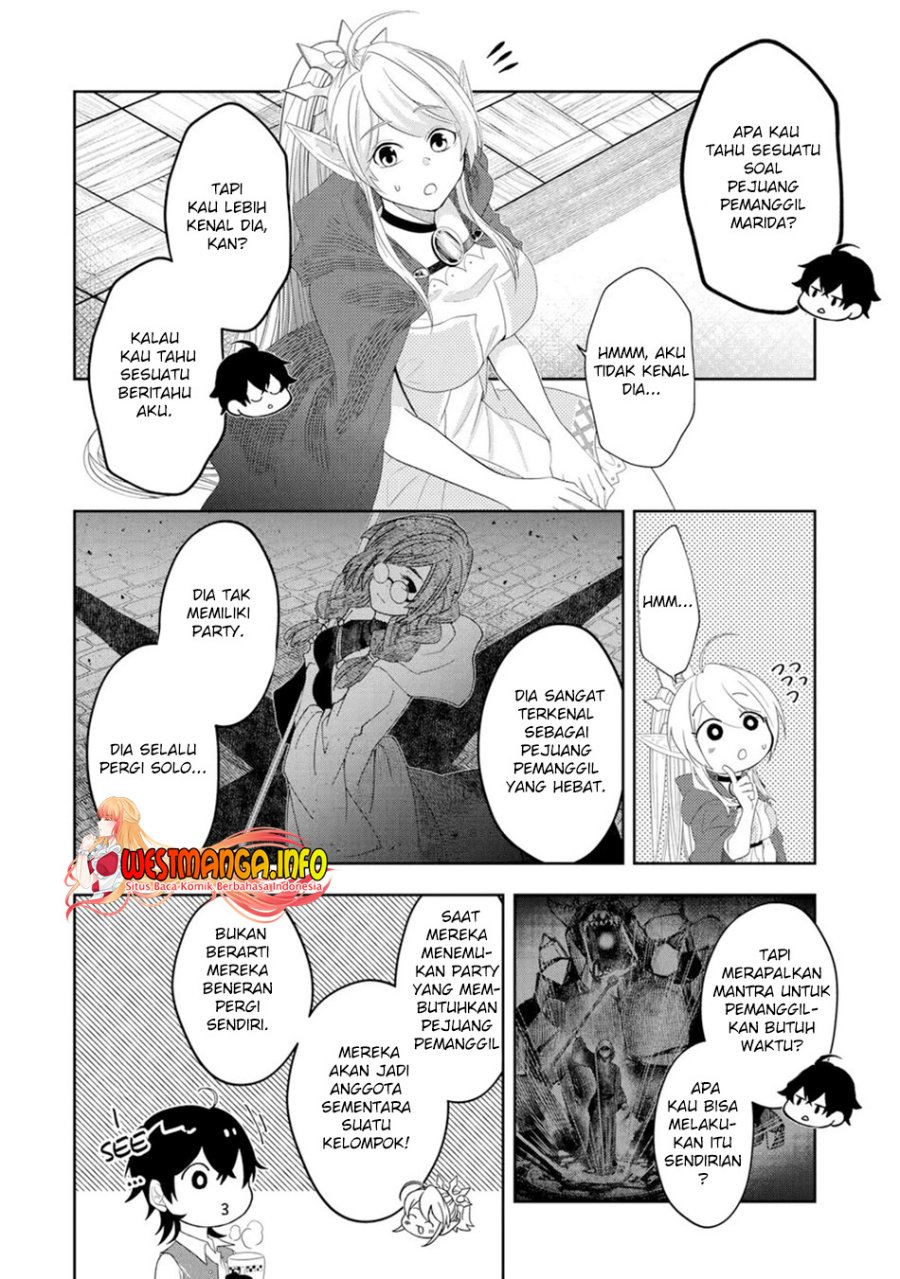 APA KAU
TAHU SESUATU
SOAL
PEJUANG
PEMANGGIL
MARIDA?
HMMM, AKU
TIDAK KENAL
DIA...
TAPI
KAU LEBIH
KENAL DIA,
KAN?
KALAU
KAU TAHU
SESUATU
BERITAHU
AKU.
HMM...
DIA SANGAT
TERKENAL
SEBAGAI
PEJUANG
PEMANGGIL
YANG HEBAT.
DIA TAK
MEMILIKI
PARTY.
DIA SELALU
PERGI SOLO...
WESTMANGA.INFO
Situs Baca Komik Berbahasa Indonesia
TAPI
MERAPALKAN
MANTRA UNTUK
PEMANGGIL-
KAN BUTUH
WAKTU?
APA
KAU BISA
MELAKU-
KAN ITU
SENDIRIAN
?
SAAT
MEREKA
MENEMU-
KAN PARTY
YANG MEM-
BUTUHKAN
PEJUANG
PEMANGGIL
MEREKA
AKAN JADI
ANGGOTA
SEMENTARA
SUATU
KELOMPOK!
BUKAN
BERARTI
MEREKA
BENERAN
PERGI
SENDIRI.
I
SEE